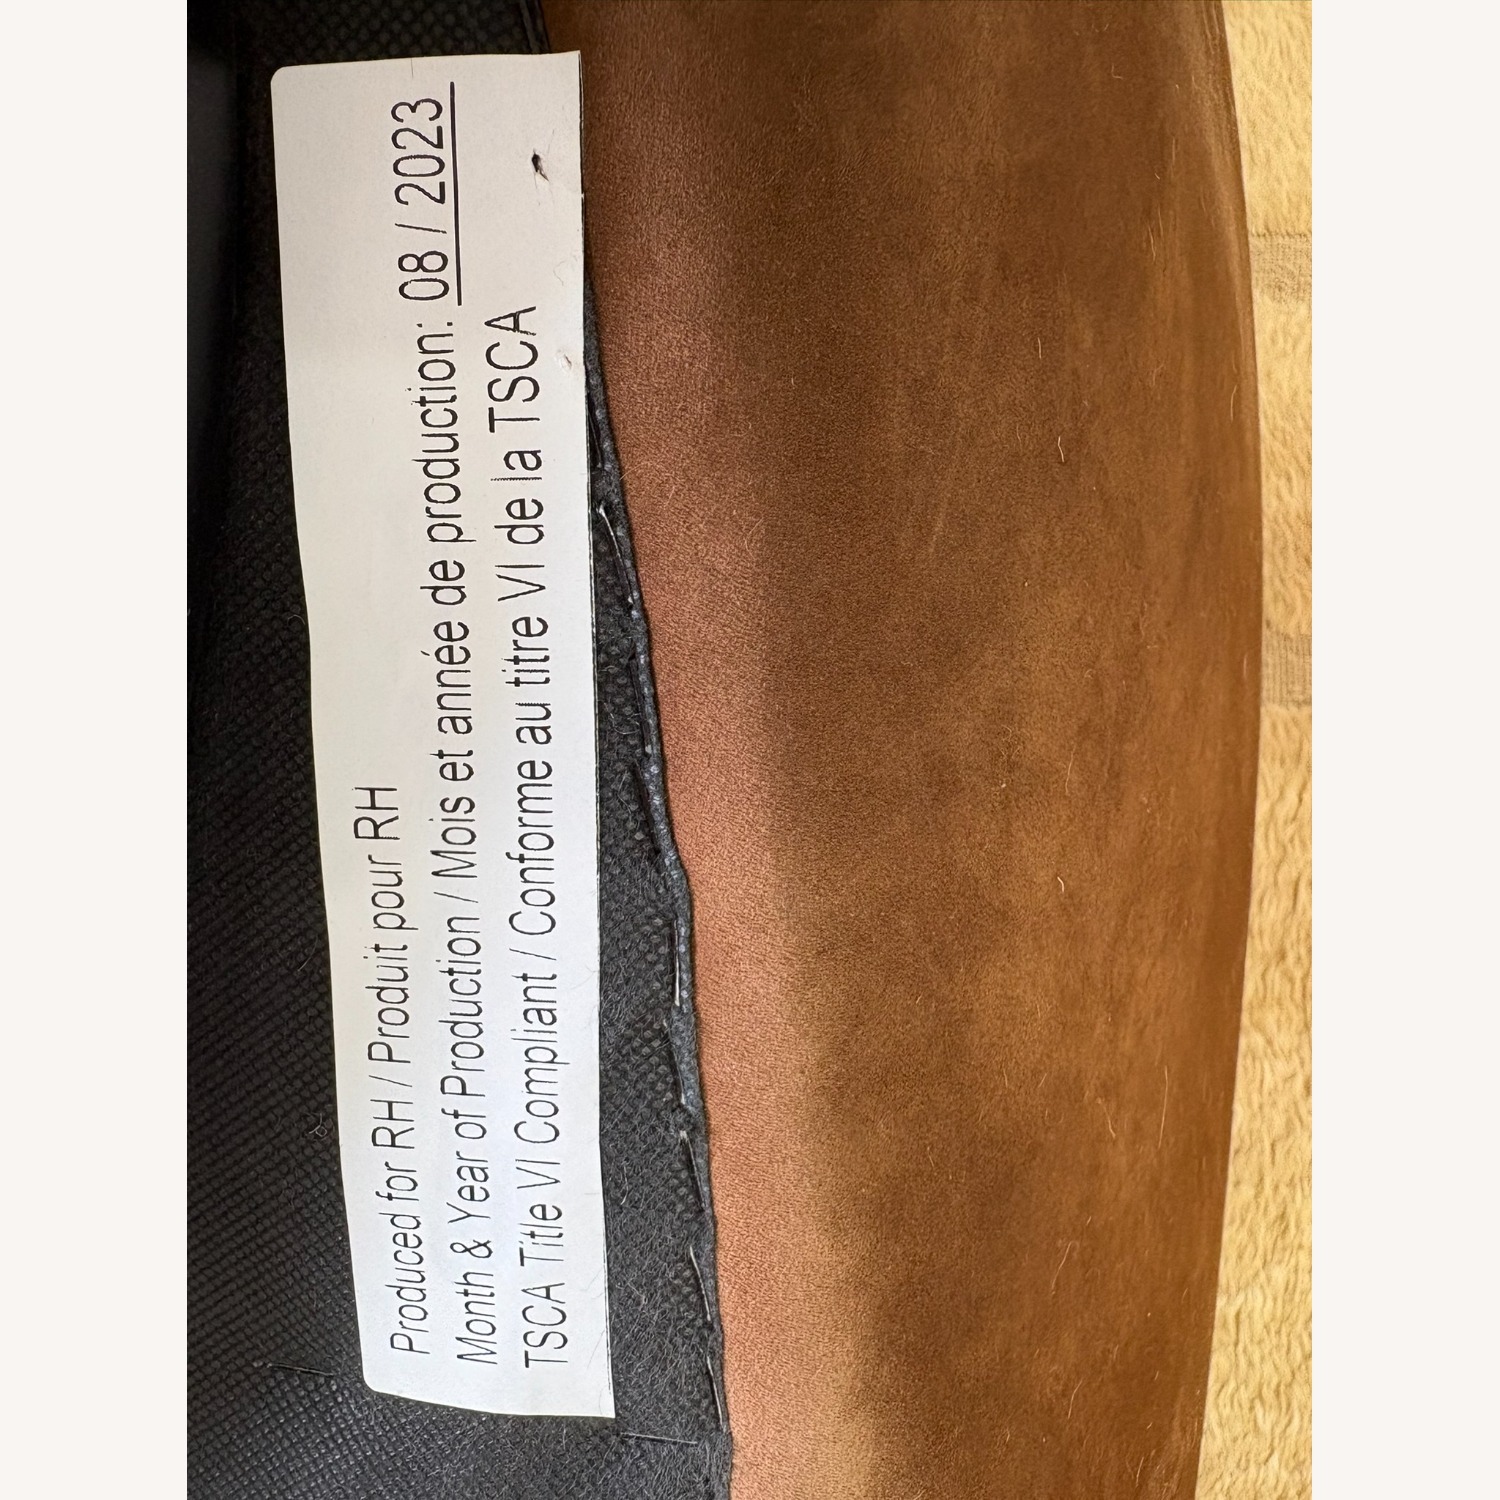 Produced for RH / Produit pour RH
Month & Year of Production / Mois et année de production: 08 / 2023
TSCA Title VI Compliant / Conforme au titre VI de la TSCA